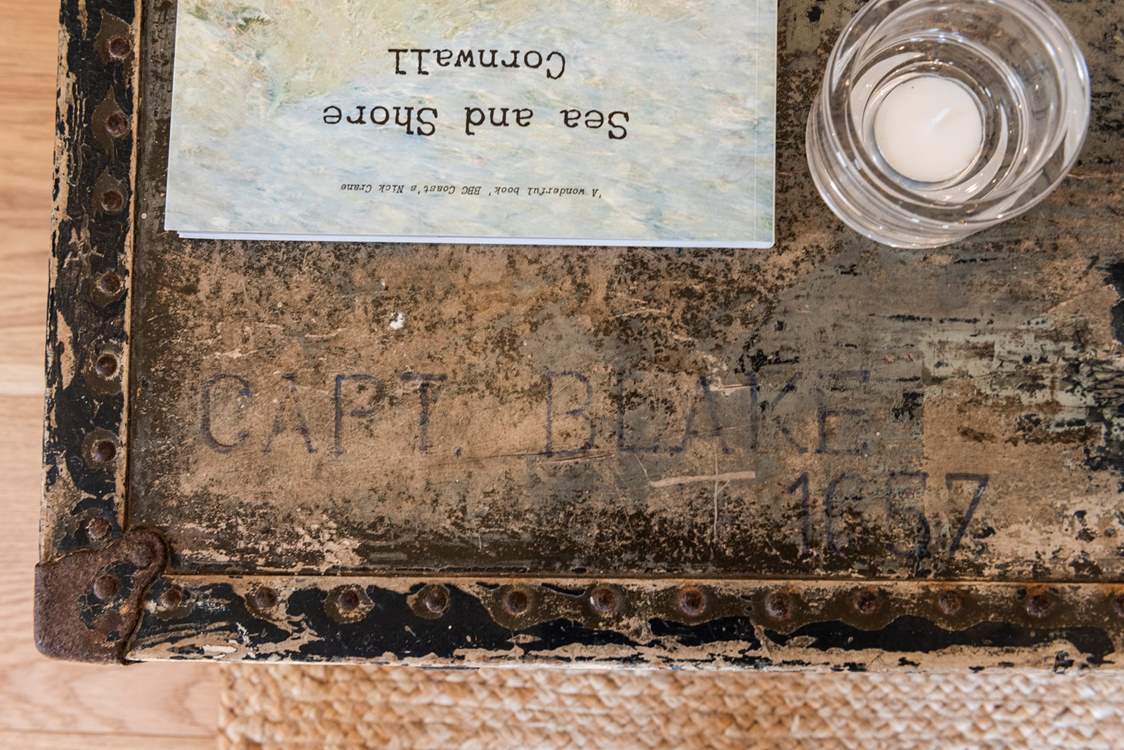 Cornwall
Sea and Shore
'A wonderful book' BBC Coast's Nick Crane
CAPT. BLAKE
1657